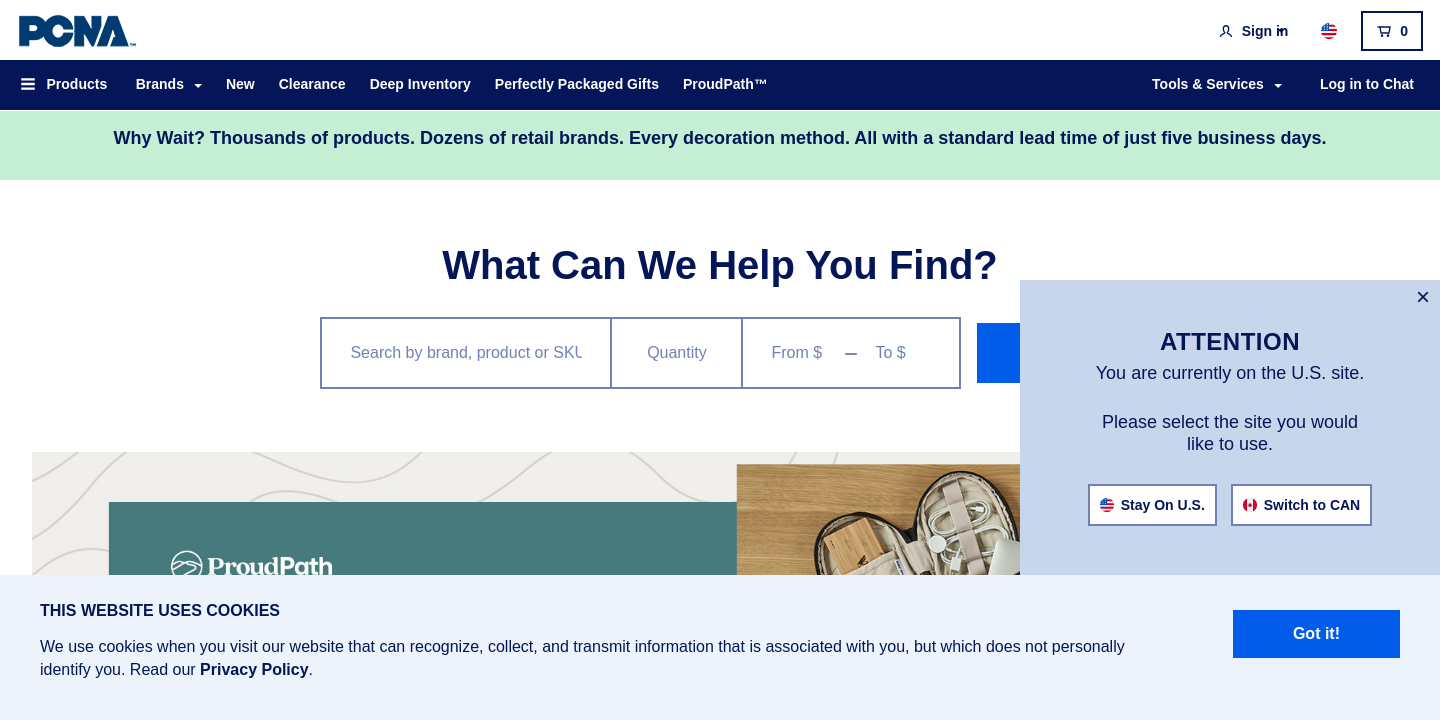 PCNA™
Sign in
0
Products
Brands
New
Clearance
Deep Inventory
Perfectly Packaged Gifts
ProudPath™
Tools & Services
Log in to Chat
Why Wait? Thousands of products. Dozens of retail brands. Every decoration method. All with a standard lead time of just five business days.
What Can We Help You Find?
Search by brand, product or SKU
Quantity
From $
—
To $
×
ATTENTION
You are currently on the U.S. site.
Please select the site you would
like to use.
Stay On U.S.
Switch to CAN
ProudPath
THIS WEBSITE USES COOKIES
We use cookies when you visit our website that can recognize, collect, and transmit information that is associated with you, but which does not personally
identify you. Read our Privacy Policy.
Got it!